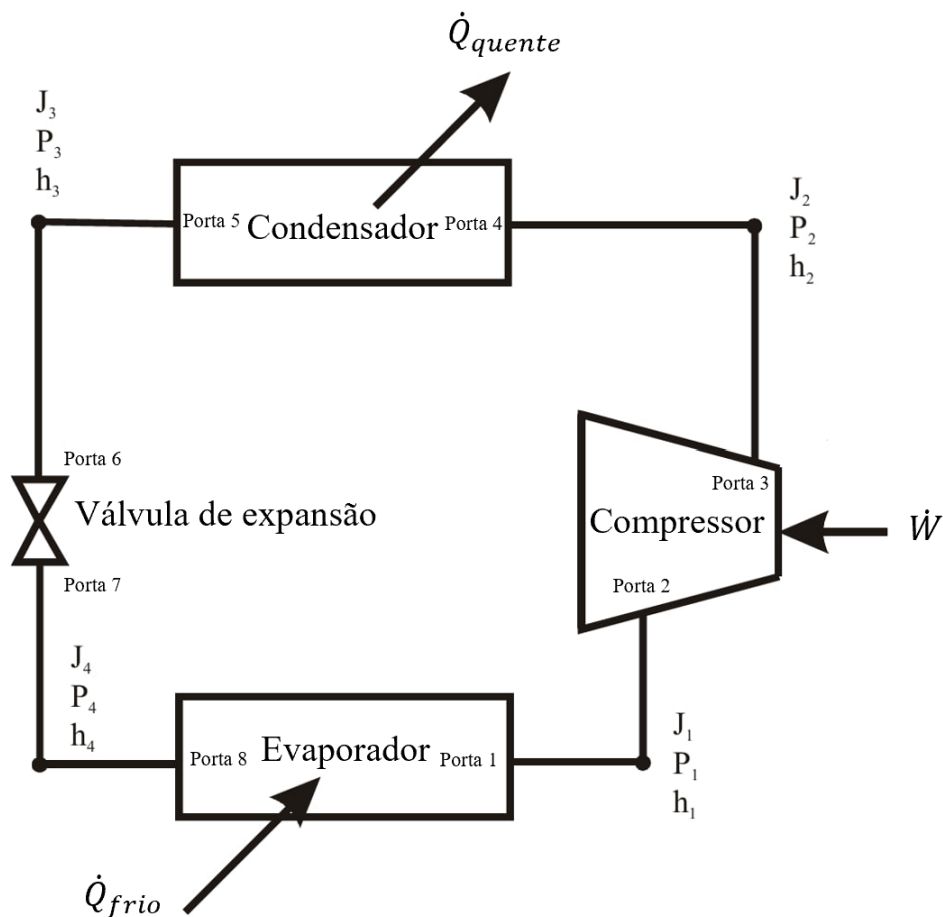 Q̇quente
J₃
P₃
h₃
Porta 5 Condensador Porta 4
J₂
P₂
h₂
Porta 6
Válvula de expansão
Porta 7
Porta 3
Compressor
Ẇ
Porta 2
J₄
P₄
h₄
Porta 8 Evaporador Porta 1
J₁
P₁
h₁
Q̇frio